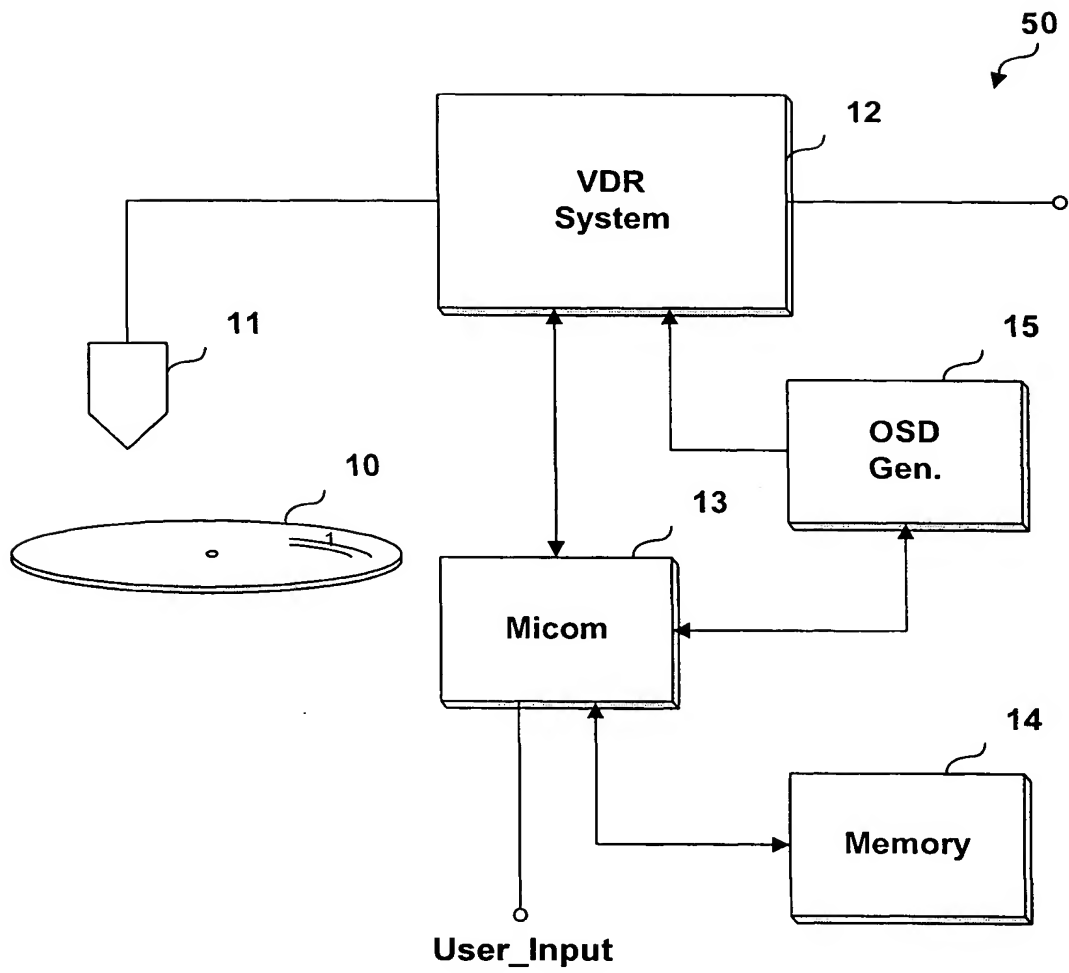 50
12
VDR
System
11
15
OSD
Gen.
10
1
13
Micom
14
Memory
User_Input